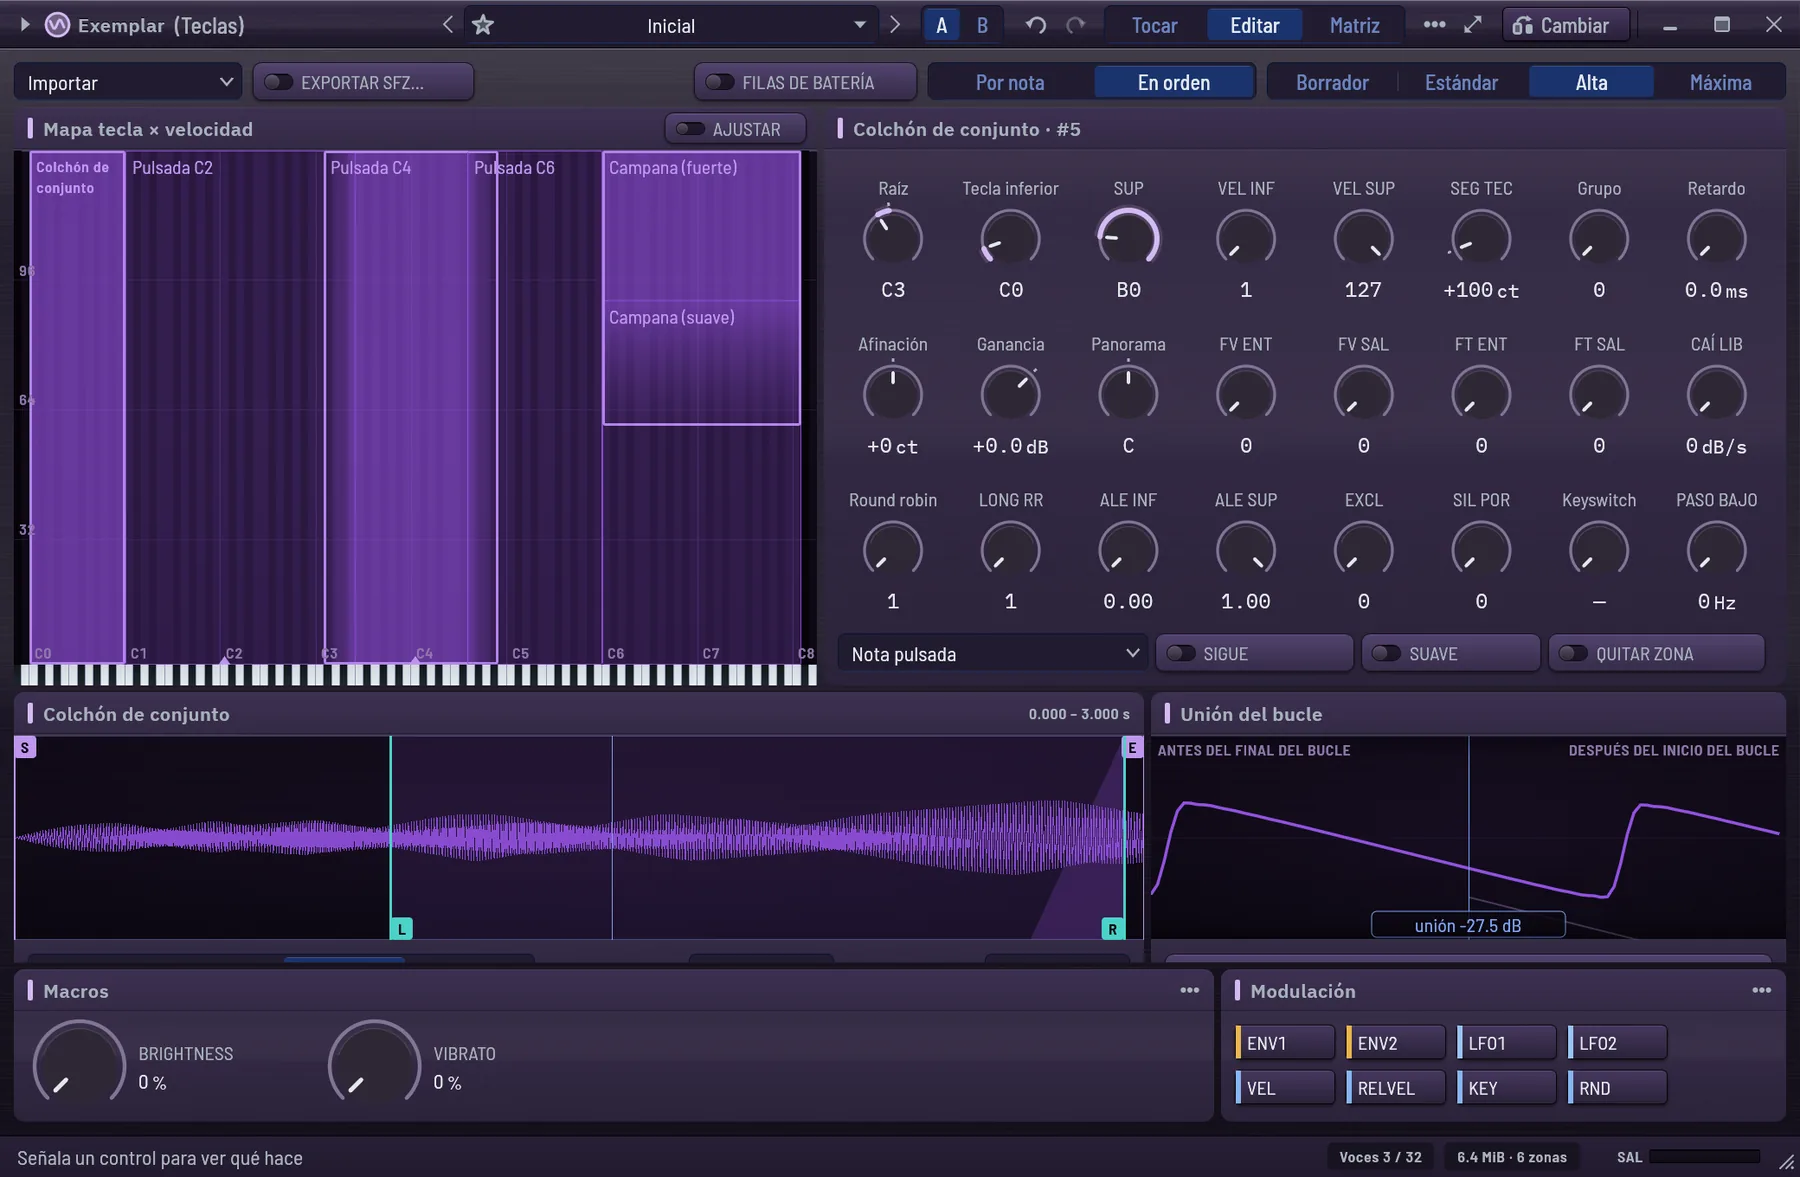 Exemplar (Teclas)
Inicial
A
B
Tocar
Editar
Matriz
Cambiar
Importar
EXPORTAR SFZ...
FILAS DE BATERÍA
Por nota
En orden
Borrador
Estándar
Alta
Máxima
Mapa tecla × velocidad
AJUSTAR
Colchón de conjunto · #5
Colchón de
conjunto
Pulsada C2
Pulsada C4
Pulsada C6
Campana (fuerte)
Campana (suave)
96
64
32
C0
C1
C2
C3
C4
C5
C6
C7
C8
Raíz
Tecla inferior
SUP
VEL INF
VEL SUP
SEG TEC
Grupo
Retardo
C3
C0
B0
1
127
+100 ct
0
0.0 ms
Afinación
Ganancia
Panorama
FV ENT
FV SAL
FT ENT
FT SAL
CAÍ LIB
+0 ct
+0.0 dB
C
0
0
0
0
0 dB/s
Round robin
LONG RR
ALE INF
ALE SUP
EXCL
SIL POR
Keyswitch
PASO BAJO
1
1
0.00
1.00
0
0
—
0 Hz
Nota pulsada
SIGUE
SUAVE
QUITAR ZONA
Colchón de conjunto
0.000 – 3.000 s
S
E
L
R
Unión del bucle
ANTES DEL FINAL DEL BUCLE
DESPUÉS DEL INICIO DEL BUCLE
unión -27.5 dB
Macros
BRIGHTNESS
0 %
VIBRATO
0 %
Modulación
ENV1
ENV2
LFO1
LFO2
VEL
RELVEL
KEY
RND
Señala un control para ver qué hace
Voces 3 / 32
6.4 MiB · 6 zonas
SAL